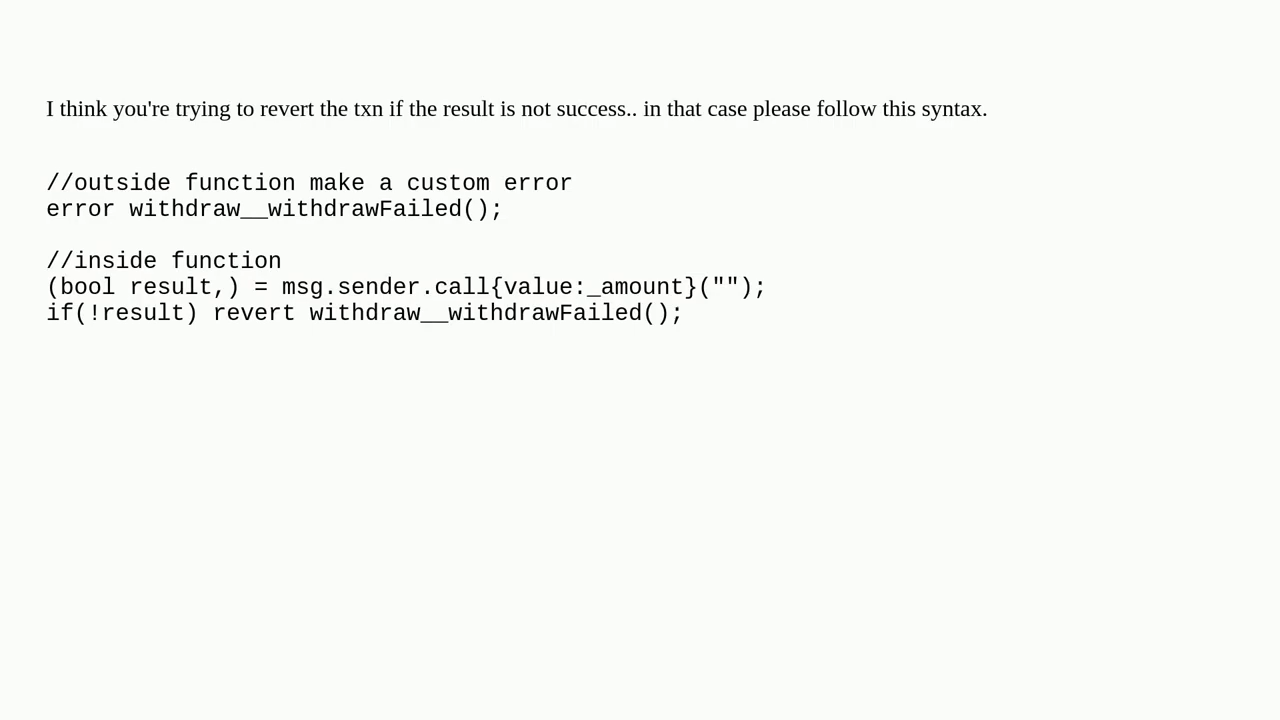 I think you're trying to revert the txn if the result is not success.. in that case please follow this syntax.
//outside function make a custom error
error withdraw__withdrawFailed();
//inside function
(bool result,) = msg.sender.call{value:_amount}("");
if(!result) revert withdraw__withdrawFailed();